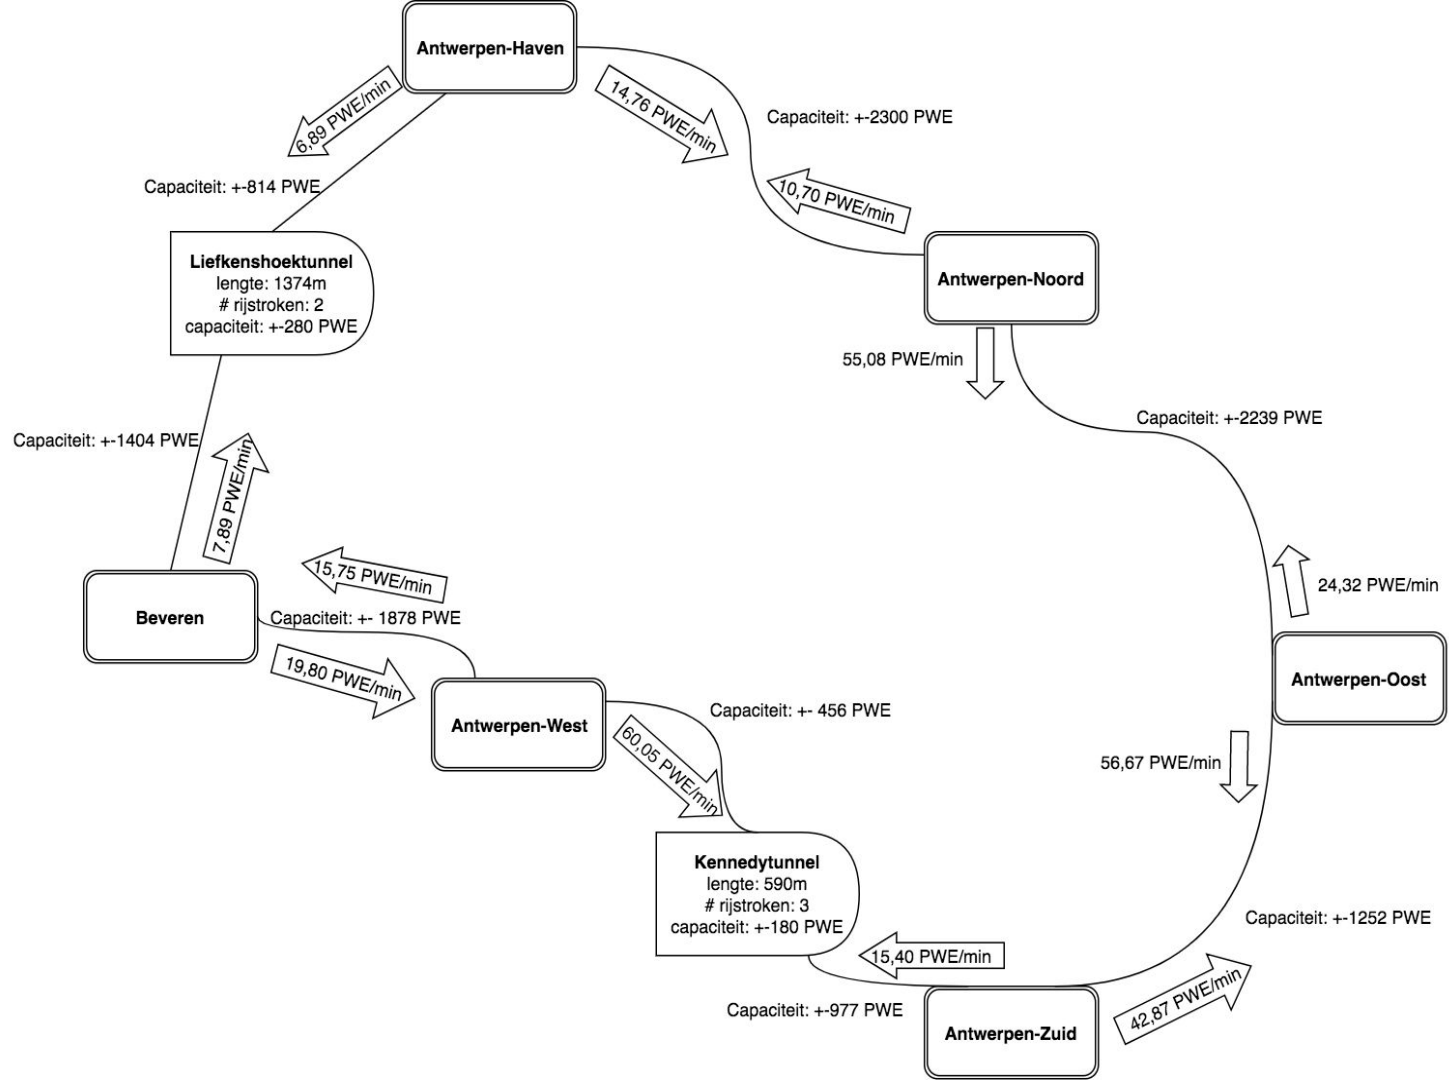 Antwerpen-Haven
6,89 PWE/min
14,76 PWE/min
Capaciteit: +-2300 PWE
Capaciteit: +-814 PWE
10,70 PWE/min
Liefkenshoektunnel
lengte: 1374m
# rijstroken: 2
capaciteit: +-280 PWE
Antwerpen-Noord
55,08 PWE/min
Capaciteit: +-2239 PWE
Capaciteit: +-1404 PWE
7,89 PWE/min
15,75 PWE/min
24,32 PWE/min
Beveren
Capaciteit: +- 1878 PWE
19,80 PWE/min
Antwerpen-Oost
Antwerpen-West
Capaciteit: +- 456 PWE
60,05 PWE/min
56,67 PWE/min
Kennedytunnel
lengte: 590m
# rijstroken: 3
capaciteit: +-180 PWE
Capaciteit: +-1252 PWE
15,40 PWE/min
Capaciteit: +-977 PWE
42,87 PWE/min
Antwerpen-Zuid